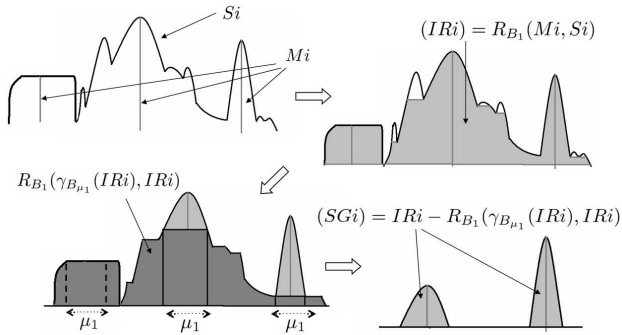 Si
Mi
(IRi) = R_{B_1}(Mi, Si)
R_{B_1}(γ_{B_{μ_1}}(IRi), IRi)
(SGi) = IRi − R_{B_1}(γ_{B_{μ_1}}(IRi), IRi)
μ_1 μ_1 μ_1